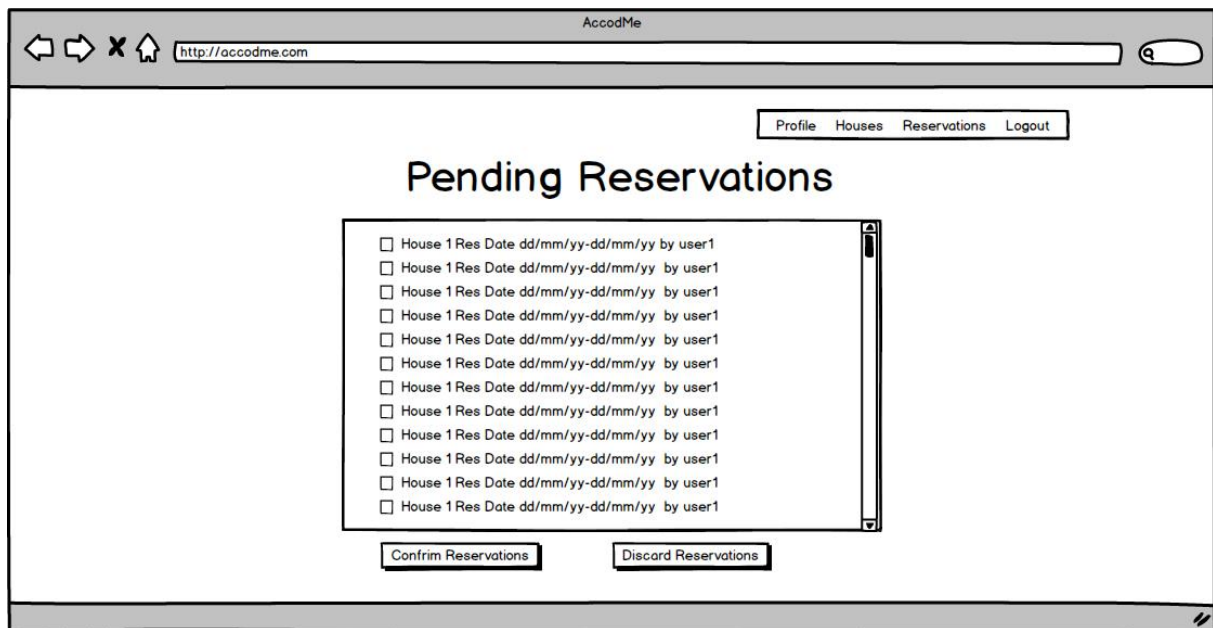 AccodMe
http://accodme.com
Profile Houses Reservations Logout
Pending Reservations
House 1 Res Date dd/mm/yy-dd/mm/yy by user1
House 1 Res Date dd/mm/yy-dd/mm/yy by user1
House 1 Res Date dd/mm/yy-dd/mm/yy by user1
House 1 Res Date dd/mm/yy-dd/mm/yy by user1
House 1 Res Date dd/mm/yy-dd/mm/yy by user1
House 1 Res Date dd/mm/yy-dd/mm/yy by user1
House 1 Res Date dd/mm/yy-dd/mm/yy by user1
House 1 Res Date dd/mm/yy-dd/mm/yy by user1
House 1 Res Date dd/mm/yy-dd/mm/yy by user1
House 1 Res Date dd/mm/yy-dd/mm/yy by user1
House 1 Res Date dd/mm/yy-dd/mm/yy by user1
House 1 Res Date dd/mm/yy-dd/mm/yy by user1
Confrim Reservations Discard Reservations